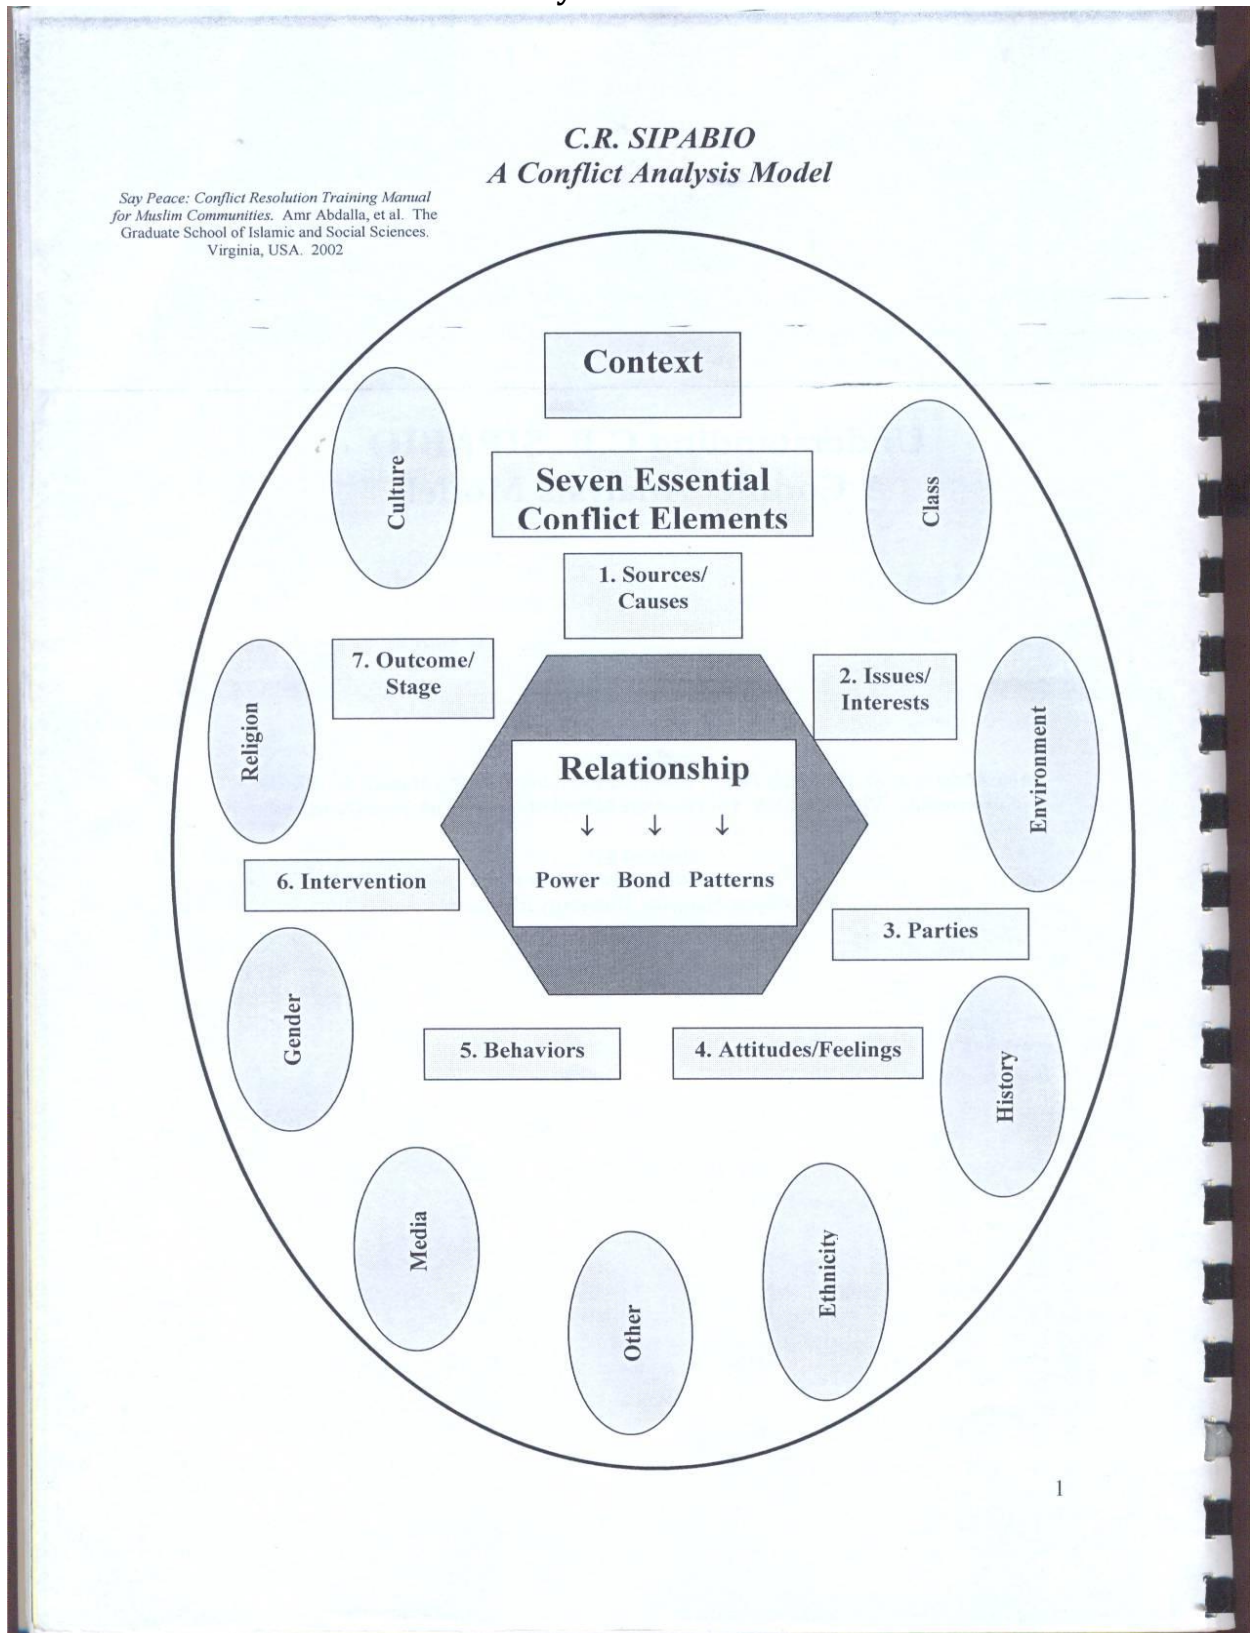 C.R. SIPABIO
A Conflict Analysis Model
Say Peace: Conflict Resolution Training Manual
for Muslim Communities. Amr Abdalla, et al. The
Graduate School of Islamic and Social Sciences.
Virginia, USA. 2002
Context
Seven Essential
Conflict Elements
Culture
Class
1. Sources/
Causes
7. Outcome/
Stage
2. Issues/
Interests
Religion
Environment
Relationship
↓ ↓ ↓
Power Bond Patterns
6. Intervention
3. Parties
Gender
5. Behaviors
4. Attitudes/Feelings
History
Media
Other
Ethnicity
1